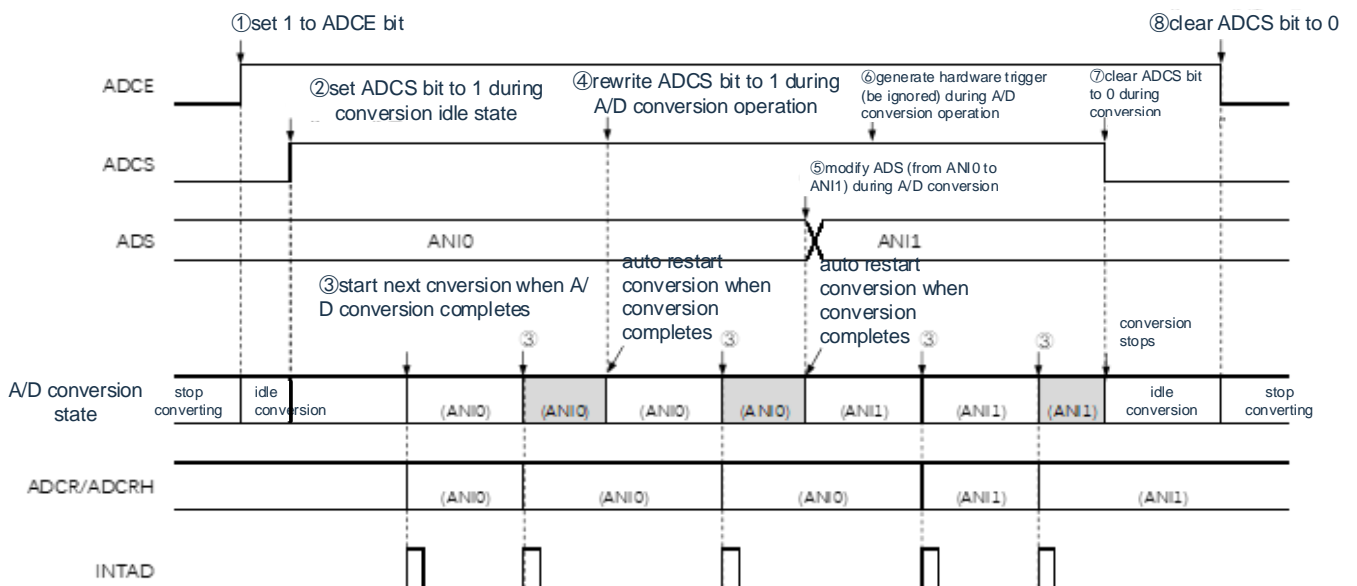 ①set 1 to ADCE bit
⑧clear ADCS bit to 0
ADCE
②set ADCS bit to 1 during
conversion idle state
④rewrite ADCS bit to 1 during
A/D conversion operation
⑥generate hardware trigger
(be ignored) during A/D
conversion operation
⑦clear ADCS bit
to 0 during
conversion
ADCS
⑤modify ADS (from ANI0 to
ANI1) during A/D conversion
ADS
ANI0
ANI1
③start next cnversion when A/
D conversion completes
auto restart
conversion when
conversion
completes
auto restart
conversion when
conversion
completes
③
③
③
③
conversion
stops
A/D conversion
state
stop
converting
idle
conversion
(ANI0)
(ANI0)
(ANI0)
(ANI0)
(ANI1)
(ANI1)
(ANI1)
idle
conversion
stop
converting
ADCR/ADCRH
(ANI0)
(ANI0)
(ANI0)
(ANI1)
(ANI1)
INTAD